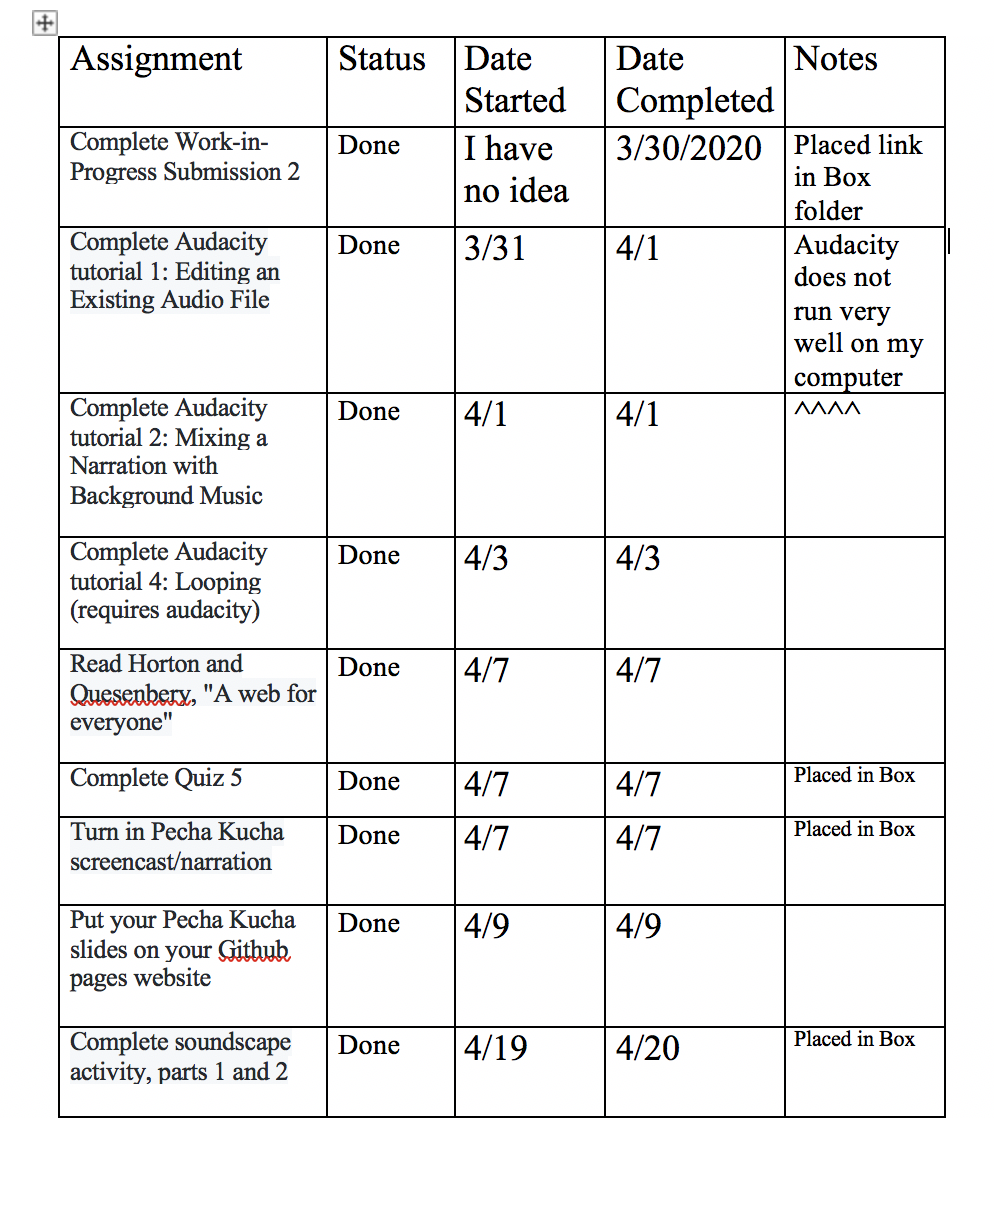 Assignment Status Date Started Date Completed Notes
Complete Work-in-
Progress Submission 2
Done
I have
no idea
3/30/2020
Placed link
in Box
folder
Complete Audacity
tutorial 1: Editing an
Existing Audio File
Done
3/31
4/1
Audacity
does not
run very
well on my
computer
Complete Audacity
tutorial 2: Mixing a
Narration with
Background Music
Done
4/1
4/1
^^^^
Complete Audacity
tutorial 4: Looping
(requires audacity)
Done
4/3
4/3
Read Horton and
Quesenbery, "A web for
everyone"
Done
4/7
4/7
Complete Quiz 5
Done
4/7
4/7
Placed in Box
Turn in Pecha Kucha
screencast/narration
Done
4/7
4/7
Placed in Box
Put your Pecha Kucha
slides on your Github
pages website
Done
4/9
4/9
Complete soundscape
activity, parts 1 and 2
Done
4/19
4/20
Placed in Box